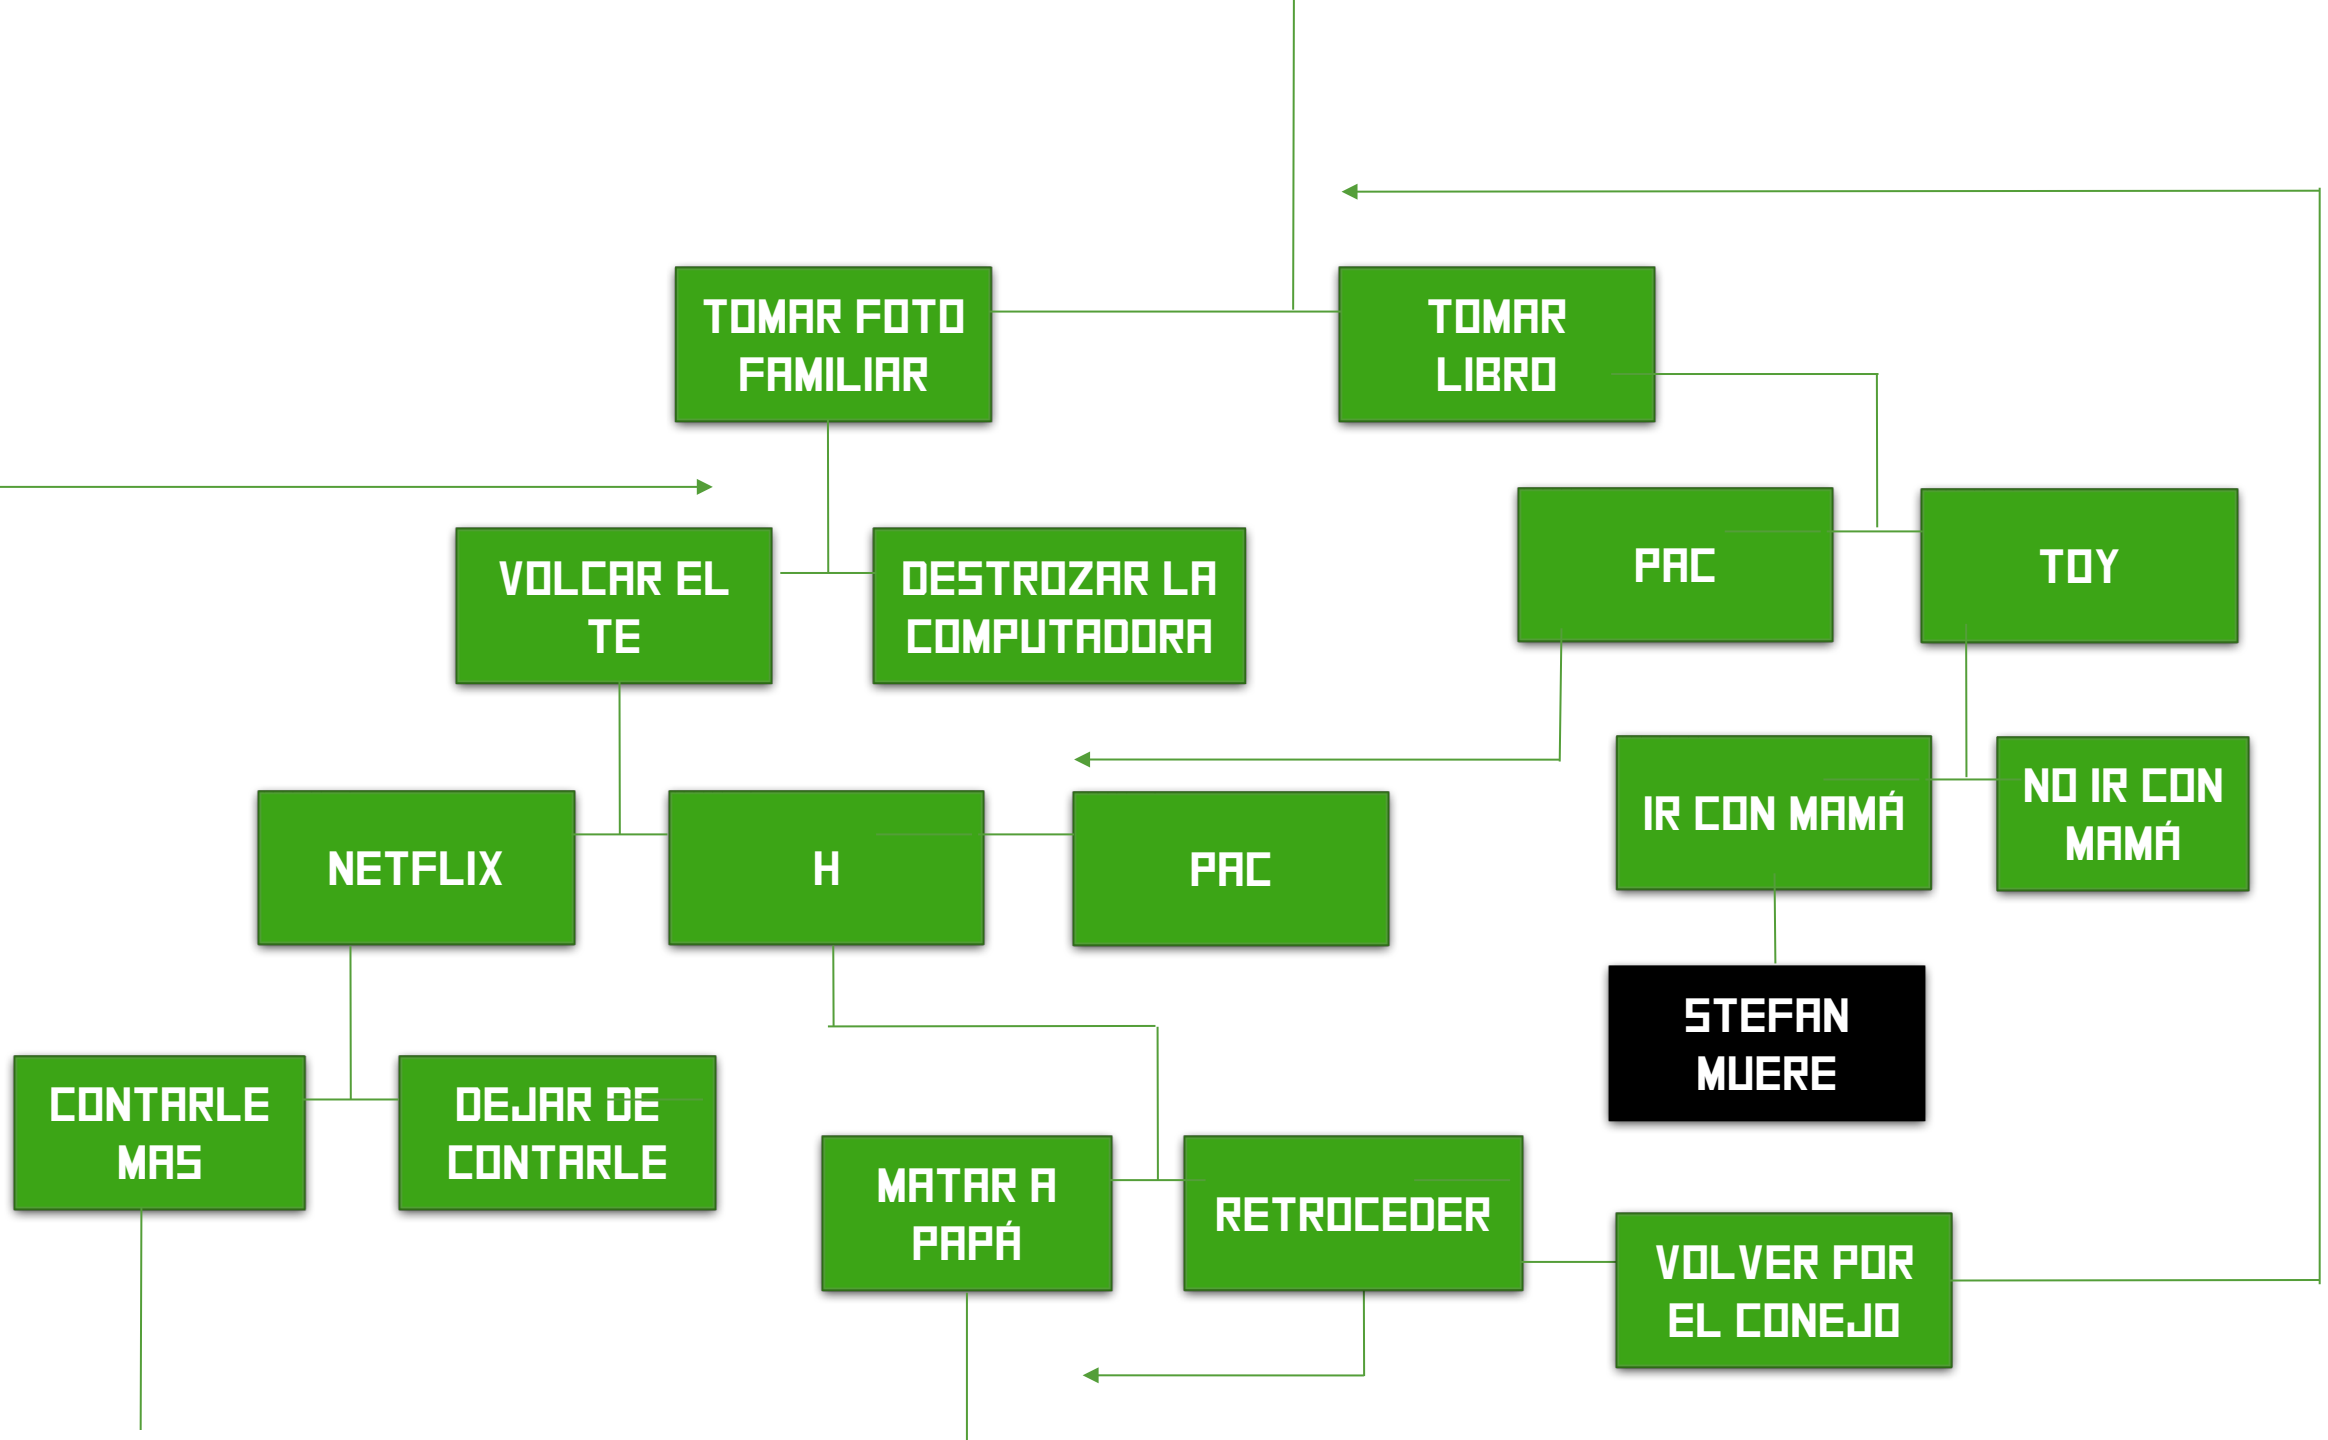 TOMAR FOTO
FAMILIAR
TOMAR
LIBRO
VOLCAR EL
TE
DESTROZAR LA
COMPUTADORA
PAC
TOY
NETFLIX
H
PAC
IR CON MAMÁ
NO IR CON
MAMÁ
STEFAN
MUERE
CONTARLE
MAS
DEJAR DE
CONTARLE
MATAR A
PAPÁ
RETROCEDER
VOLVER POR
EL CONEJO